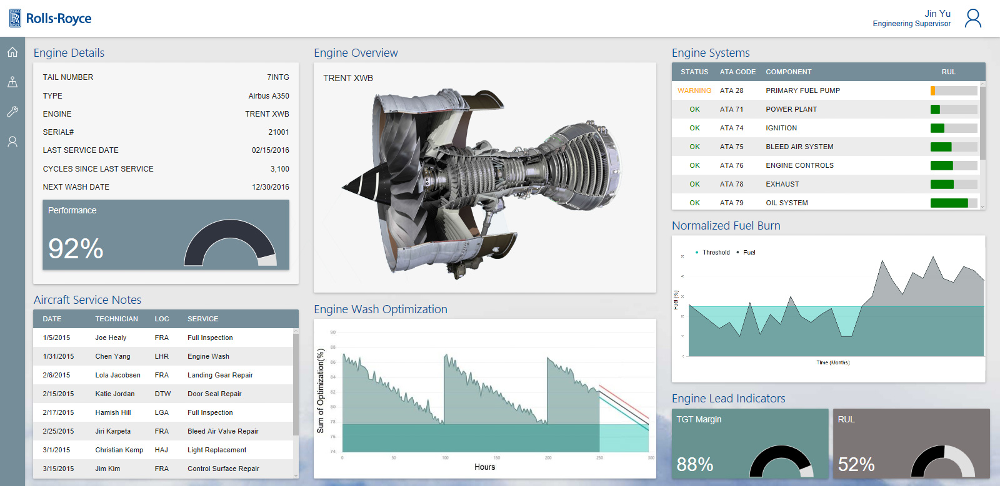 Rolls-Royce
Jin Yu
Engineering Supervisor
Engine Details
TAIL NUMBER 7INTG
TYPE Airbus A350
ENGINE TRENT XWB
SERIAL# 21001
LAST SERVICE DATE 02/15/2016
CYCLES SINCE LAST SERVICE 3,100
NEXT WASH DATE 12/30/2016
Performance
92%
Aircraft Service Notes
DATE TECHNICIAN LOC SERVICE
1/5/2015 Joe Healy FRA Full Inspection
1/31/2015 Chen Yang LHR Engine Wash
2/6/2015 Lola Jacobsen FRA Landing Gear Repair
2/15/2015 Katie Jordan DTW Door Seal Repair
2/17/2015 Hamish Hill LGA Full Inspection
2/25/2015 Jiri Karpeta FRA Bleed Air Valve Repair
3/1/2015 Christian Kemp HAJ Light Replacement
3/15/2015 Jim Kim FRA Control Surface Repair
Engine Overview
TRENT XWB
Engine Wash Optimization
Sum of Optimization(%)
90
88
86
84
82
80
78
76
74
0 50 100 150 200 250 300
Hours
Engine Systems
STATUS ATA CODE COMPONENT RUL
WARNING ATA 28 PRIMARY FUEL PUMP
OK ATA 71 POWER PLANT
OK ATA 74 IGNITION
OK ATA 75 BLEED AIR SYSTEM
OK ATA 76 ENGINE CONTROLS
OK ATA 78 EXHAUST
OK ATA 79 OIL SYSTEM
Normalized Fuel Burn
Threshold Fuel
Fuel (%)
50
40
30
20
10
0
Time (Months)
Engine Lead Indicators
TGT Margin
88%
RUL
52%